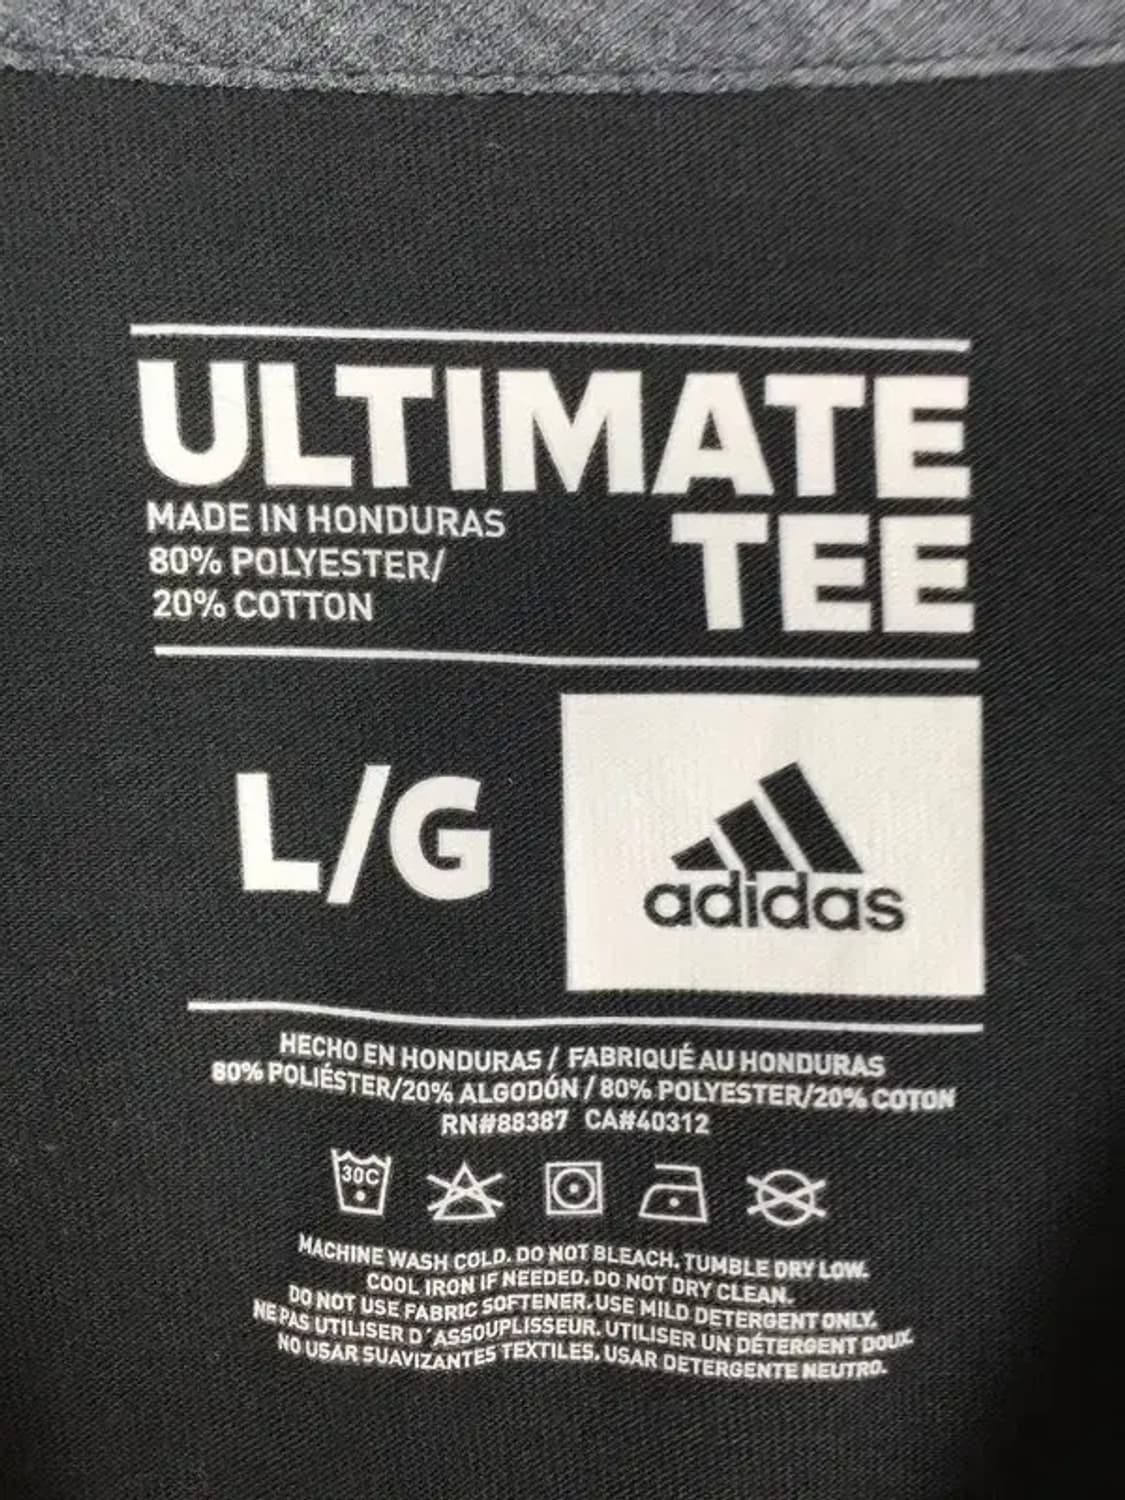 ULTIMATE
TEE
MADE IN HONDURAS
80% POLYESTER/
20% COTTON
L/G
adidas
HECHO EN HONDURAS / FABRIQUÉ AU HONDURAS
80% POLIÉSTER/20% ALGODÓN / 80% POLYESTER/20% COTON
RN#88387 CA#40312
30C
MACHINE WASH COLD. DO NOT BLEACH. TUMBLE DRY LOW.
COOL IRON IF NEEDED. DO NOT DRY CLEAN.
DO NOT USE FABRIC SOFTENER. USE MILD DETERGENT ONLY.
NE PAS UTILISER D'ASSOUPLISSEUR. UTILISER UN DÉTERGENT DOUX.
NO USAR SUAVIZANTES TEXTILES. USAR DETERGENTE NEUTRO.